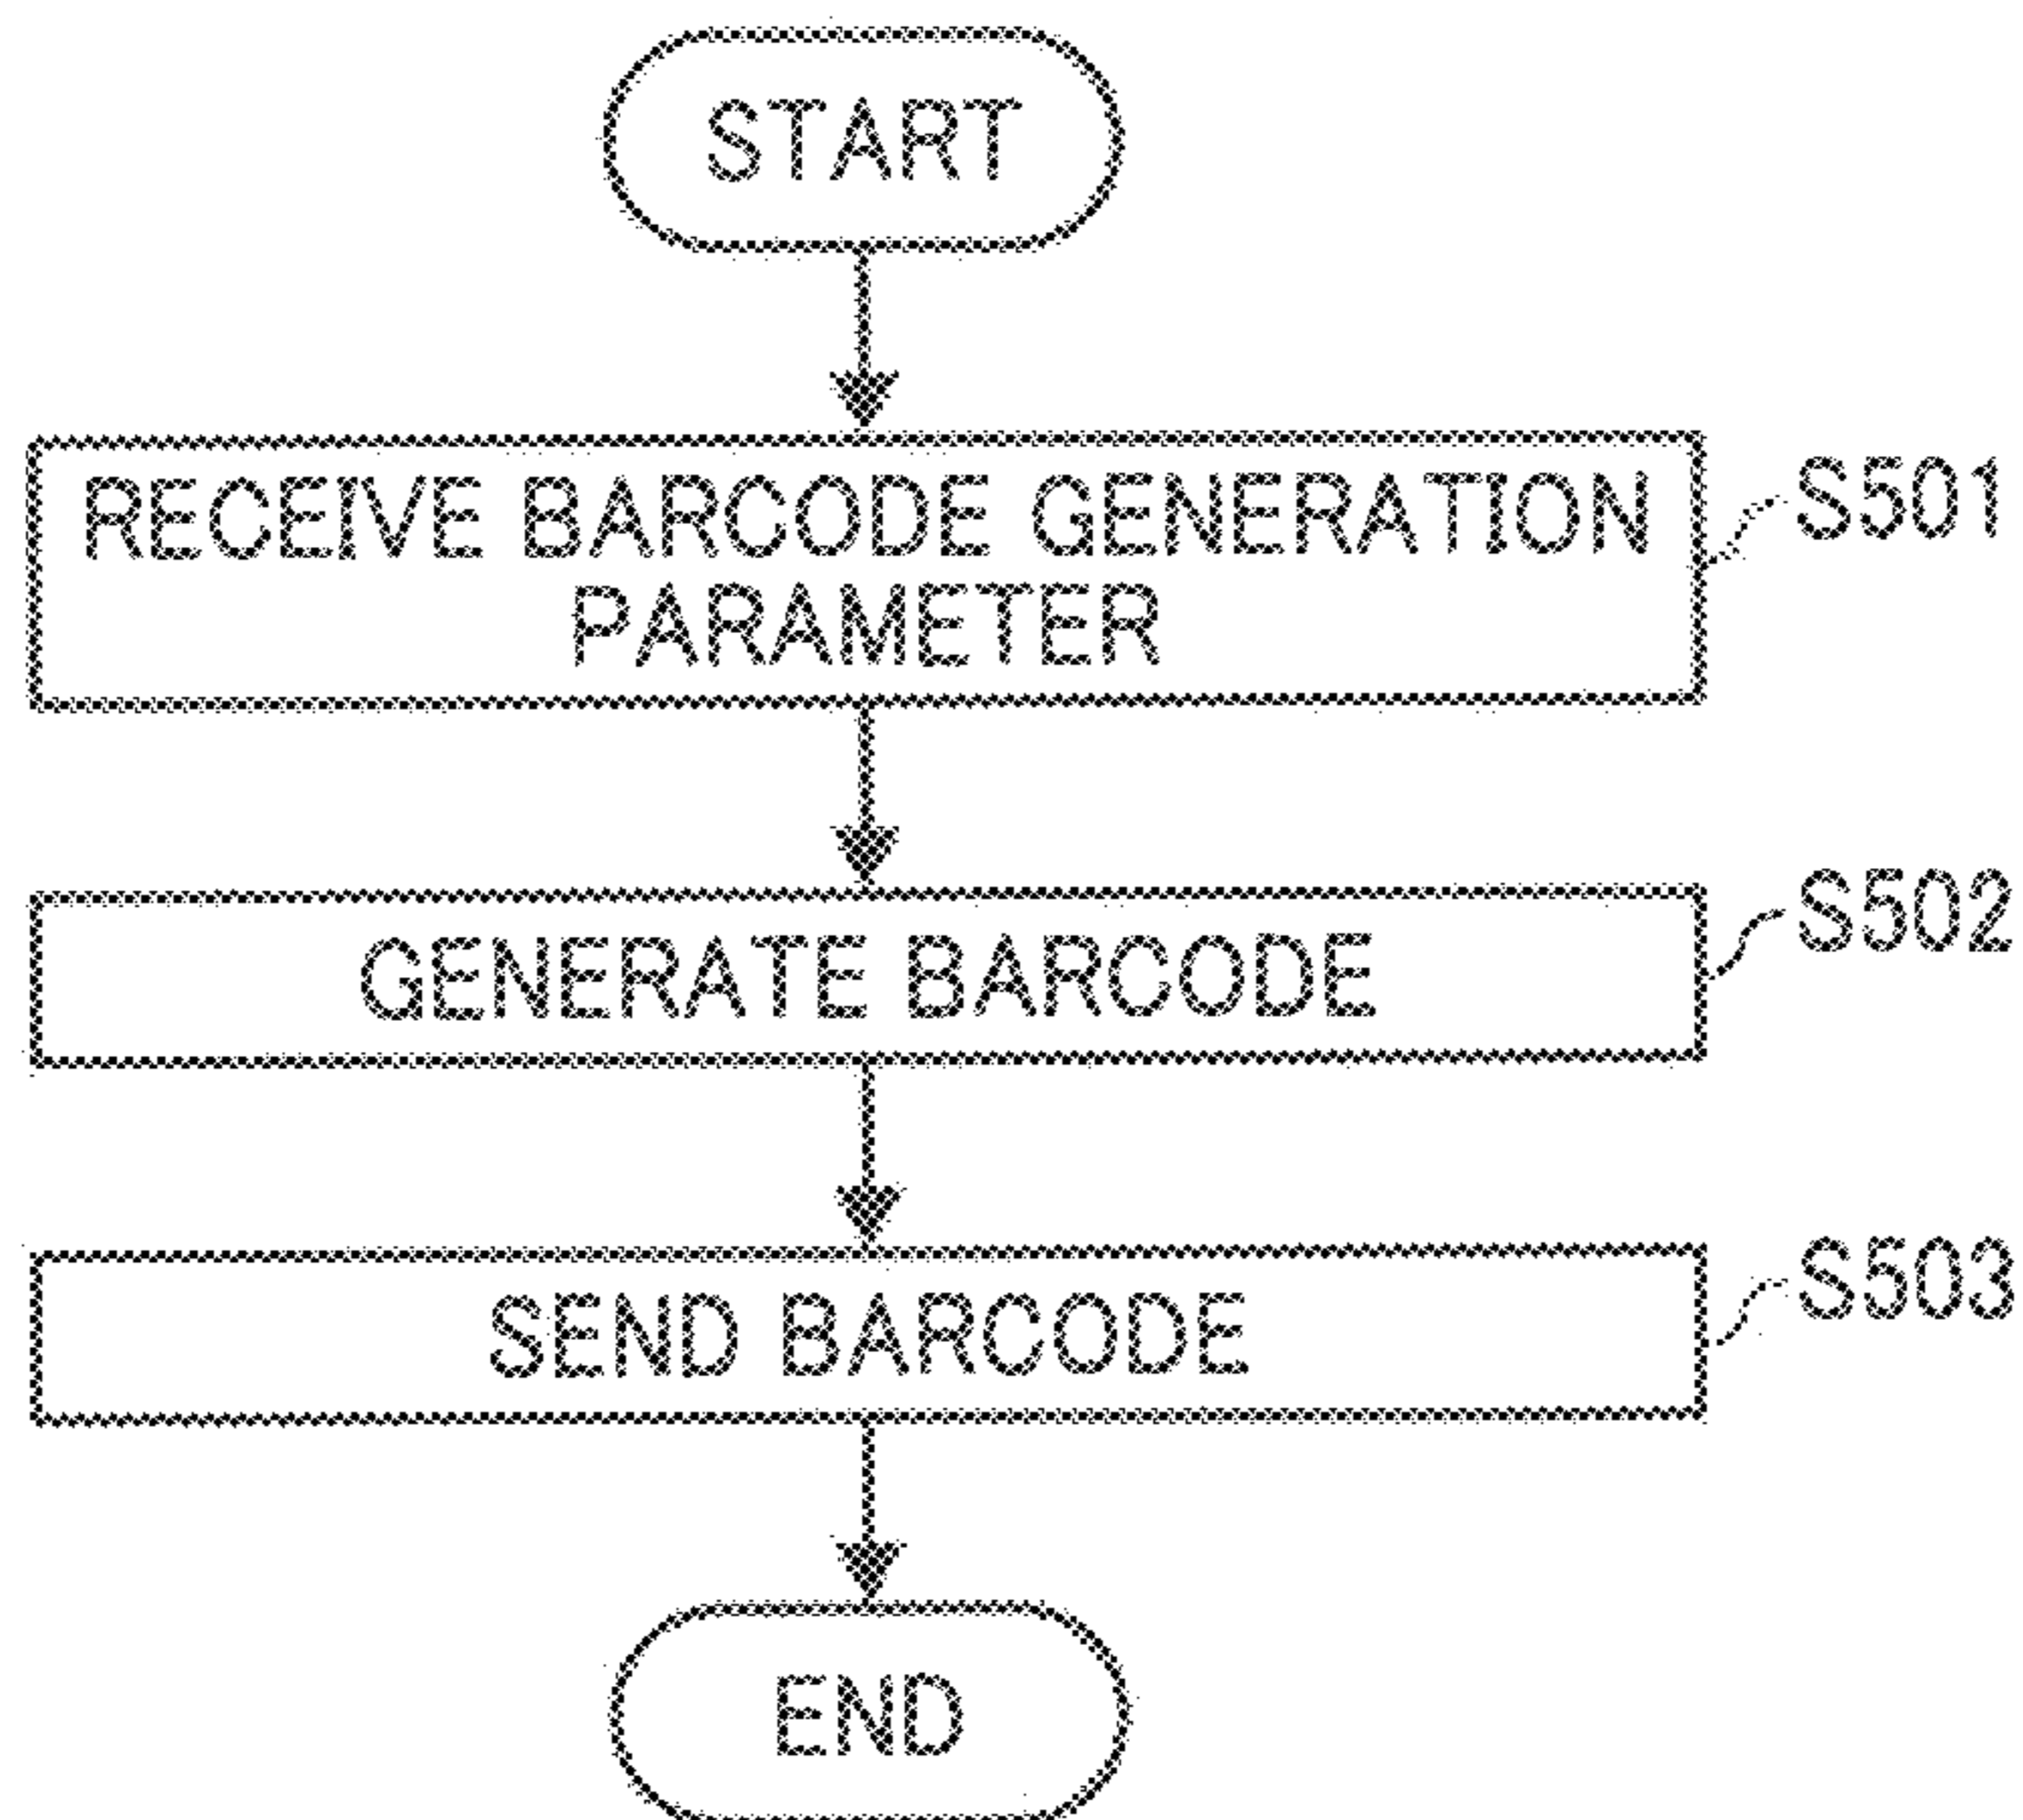 START
RECEIVE BARCODE GENERATION
PARAMETER
S501
GENERATE BARCODE
S502
SEND BARCODE
S503
END